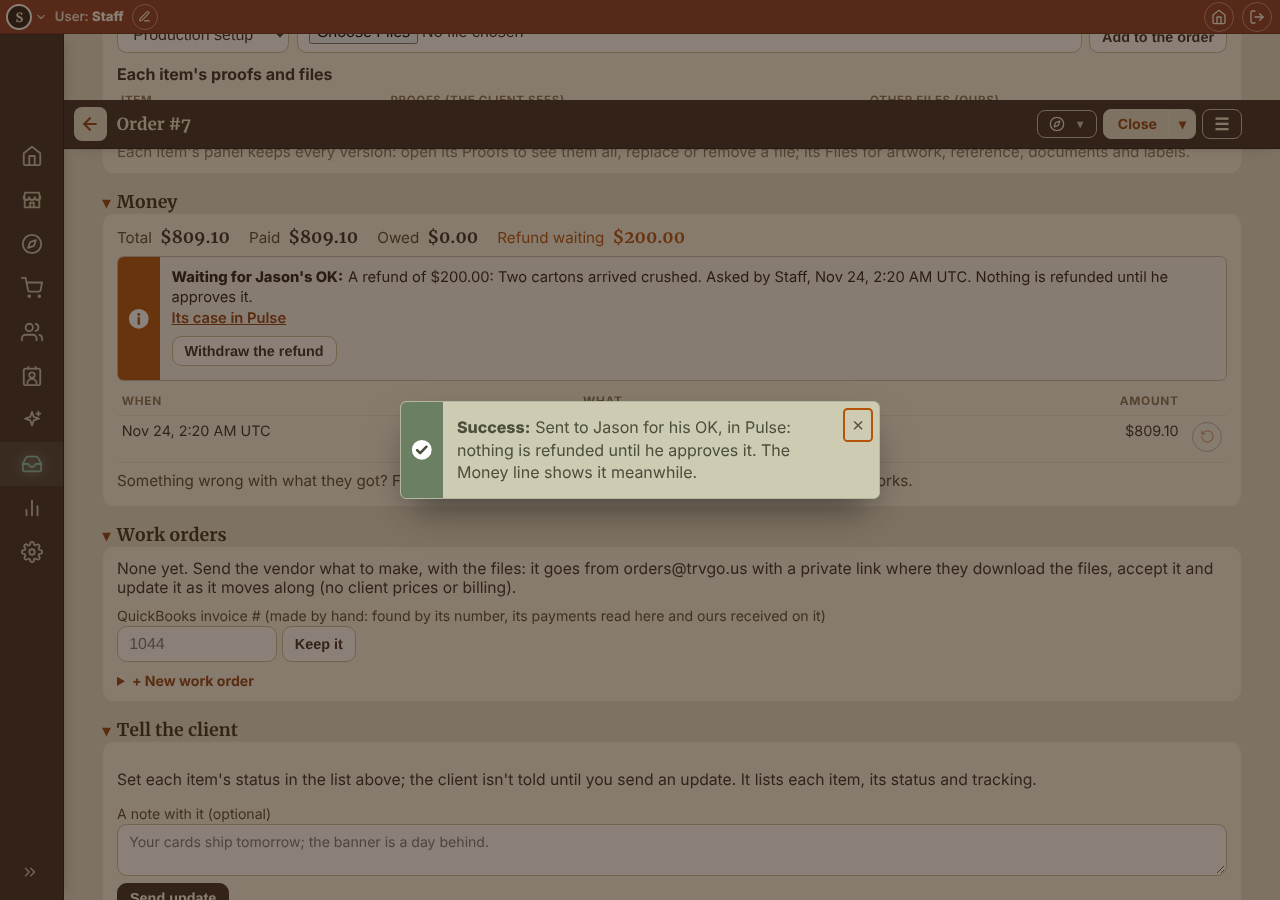 S
User: Staff
Production setup
Choose Files No file chosen
Add to the order
Each item's proofs and files
ITEM PROOFS (THE CLIENT SEES) OTHER FILES (OURS)
Order #7
Close
Each item's panel keeps every version: open its Proofs to see them all, replace or remove a file; its Files for artwork, reference, documents and labels.
Money
Total $809.10 Paid $809.10 Owed $0.00 Refund waiting $200.00
Waiting for Jason's OK: A refund of $200.00: Two cartons arrived crushed. Asked by Staff, Nov 24, 2:20 AM UTC. Nothing is refunded until he
approves it.
Its case in Pulse
Withdraw the refund
WHEN WHAT AMOUNT
Nov 24, 2:20 AM UTC $809.10
Success: Sent to Jason for his OK, in Pulse:
nothing is refunded until he approves it. The
Money line shows it meanwhile.
Something wrong with what they got?
Work orders
None yet. Send the vendor what to make, with the files: it goes from orders@trvgo.us with a private link where they download the files, accept it and
update it as it moves along (no client prices or billing).
QuickBooks invoice # (made by hand: found by its number, its payments read here and ours received on it)
1044
Keep it
+ New work order
Tell the client
Set each item's status in the list above; the client isn't told until you send an update. It lists each item, its status and tracking.
A note with it (optional)
Your cards ship tomorrow; the banner is a day behind.
Send update